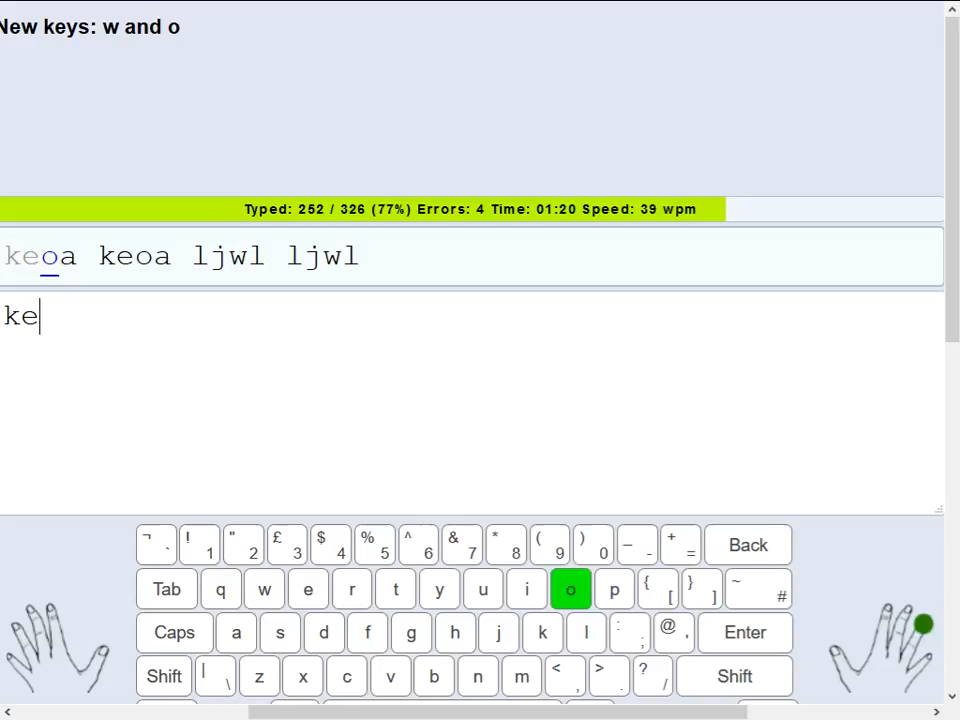 New keys: w and o
Typed: 252 / 326 (77%) Errors: 4 Time: 01:20 Speed: 39 wpm
keoa keoa ljwl ljwl
ke
¬ ` ! 1 " 2 £ 3 $ 4 % 5 ^ 6 & 7 * 8 ( 9 ) 0 _ - + = Back
Tab q w e r t y u i o p { [ } ] ~ #
Caps a s d f g h j k l : ; @ ' Enter
Shift | \ z x c v b n m < , > . ? / Shift